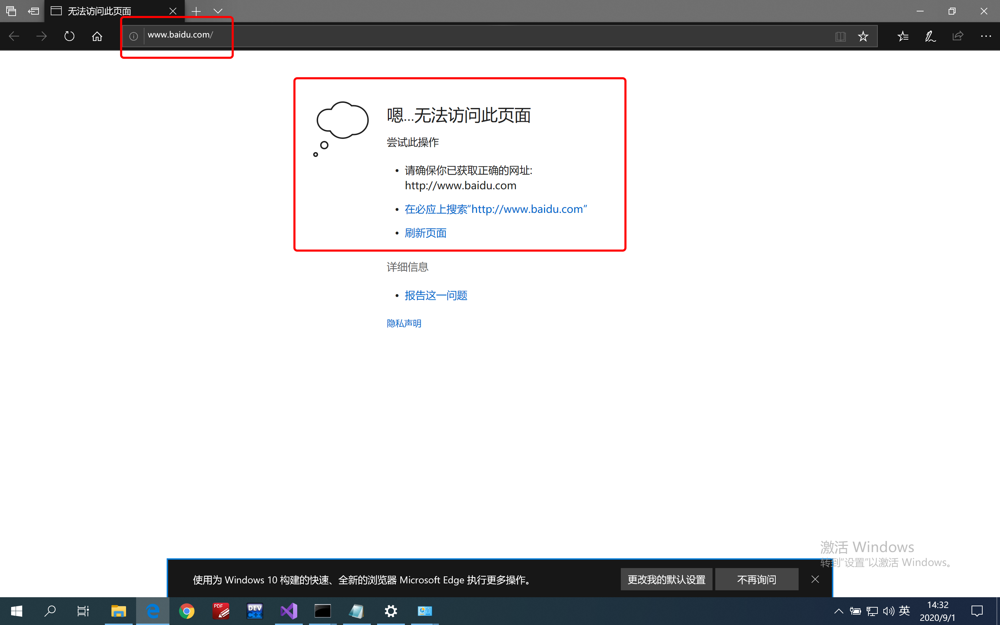 无法访问此页面
www.baidu.com/
嗯...无法访问此页面
尝试此操作
• 请确保你已获取正确的网址:
http://www.baidu.com
• 在必应上搜索“http://www.baidu.com”
• 刷新页面
详细信息
• 报告这一问题
隐私声明
激活 Windows
转到“设置”以激活 Windows。
使用为 Windows 10 构建的快速、全新的浏览器 Microsoft Edge 执行更多操作。
更改我的默认设置
不再询问
PDF
DEV
C++
英
14:32
2020/9/1